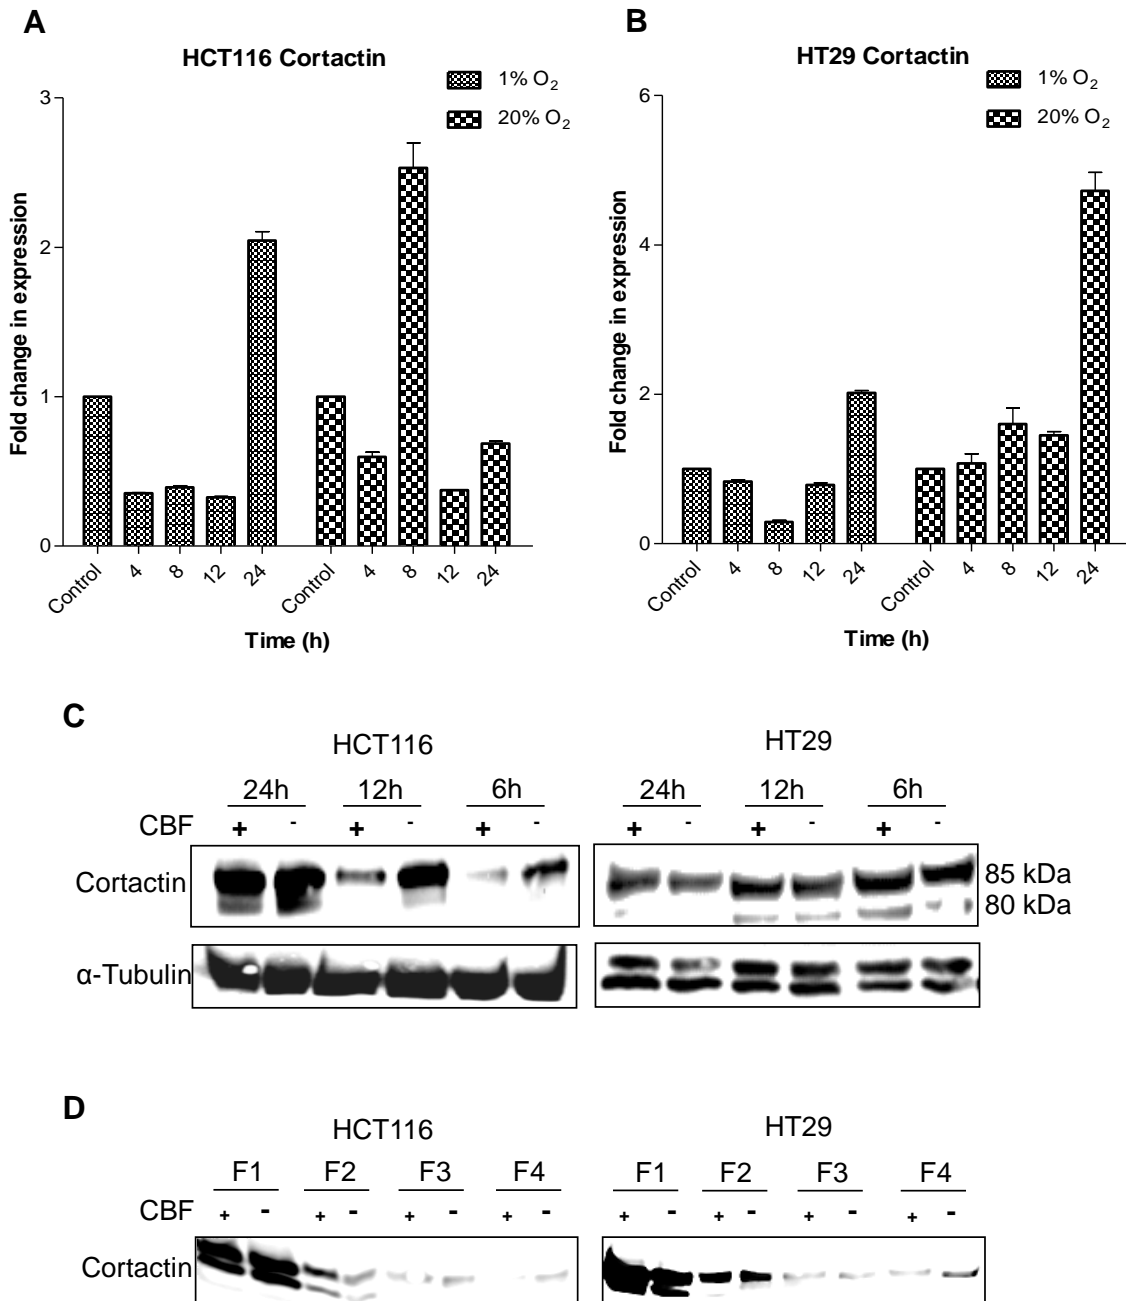 A
HCT116 Cortactin
1% O2
20% O2
Fold change in expression
3
2
1
0
Control 4 8 12 24 Control 4 8 12 24
Time (h)
B
HT29 Cortactin
1% O2
20% O2
Fold change in expression
6
4
2
0
Control 4 8 12 24 Control 4 8 12 24
Time (h)
C
HCT116 HT29
24h 12h 6h 24h 12h 6h
CBF + - + - + - + - + - + -
Cortactin 85 kDa
80 kDa
α-Tubulin
D
HCT116 HT29
F1 F2 F3 F4 F1 F2 F3 F4
CBF + - + - + - + - + - + - + - + -
Cortactin